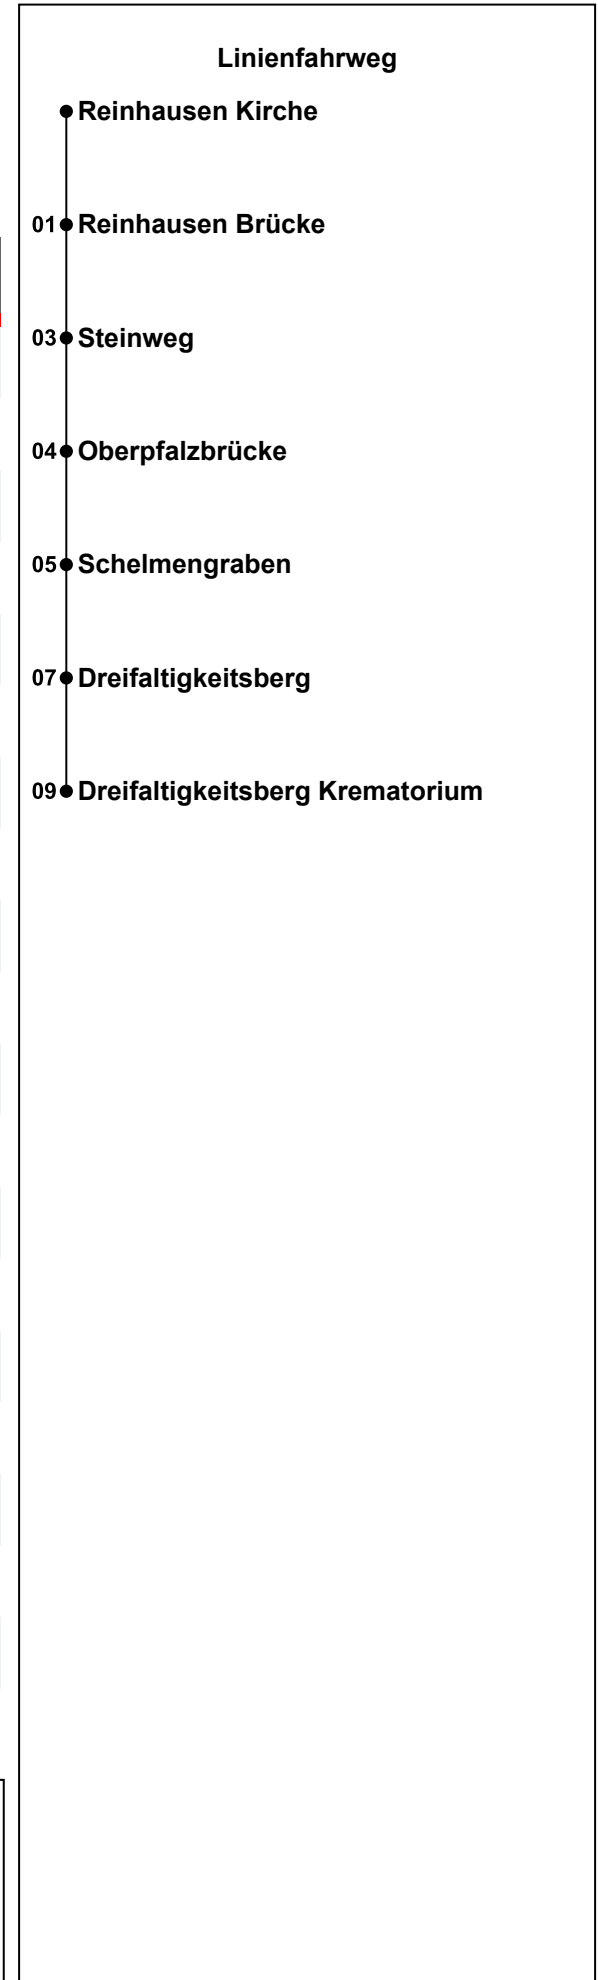 Linienfahrweg
Reinhausen Kirche
01 Reinhausen Brücke
03 Steinweg
04 Oberpfalzbrücke
05 Schelmengraben
07 Dreifaltigkeitsberg
09 Dreifaltigkeitsberg Krematorium